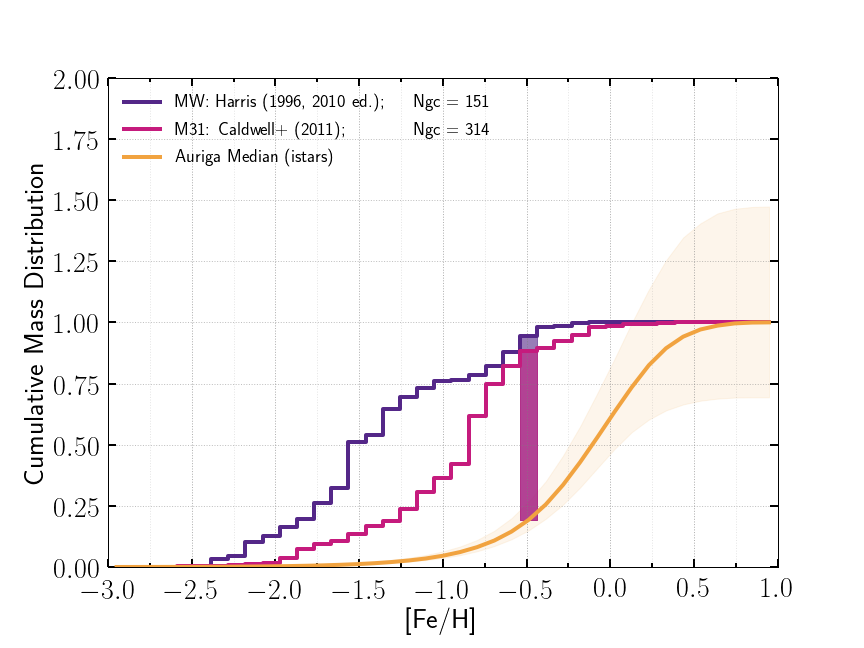 2.00
1.75
1.50
1.25
1.00
0.75
0.50
0.25
0.00
Cumulative Mass Distribution
MW: Harris (1996, 2010 ed.); Ngc = 151
M31: Caldwell+ (2011); Ngc = 314
Auriga Median (istars)
−3.0 −2.5 −2.0 −1.5 −1.0 −0.5 0.0 0.5 1.0
[Fe/H]